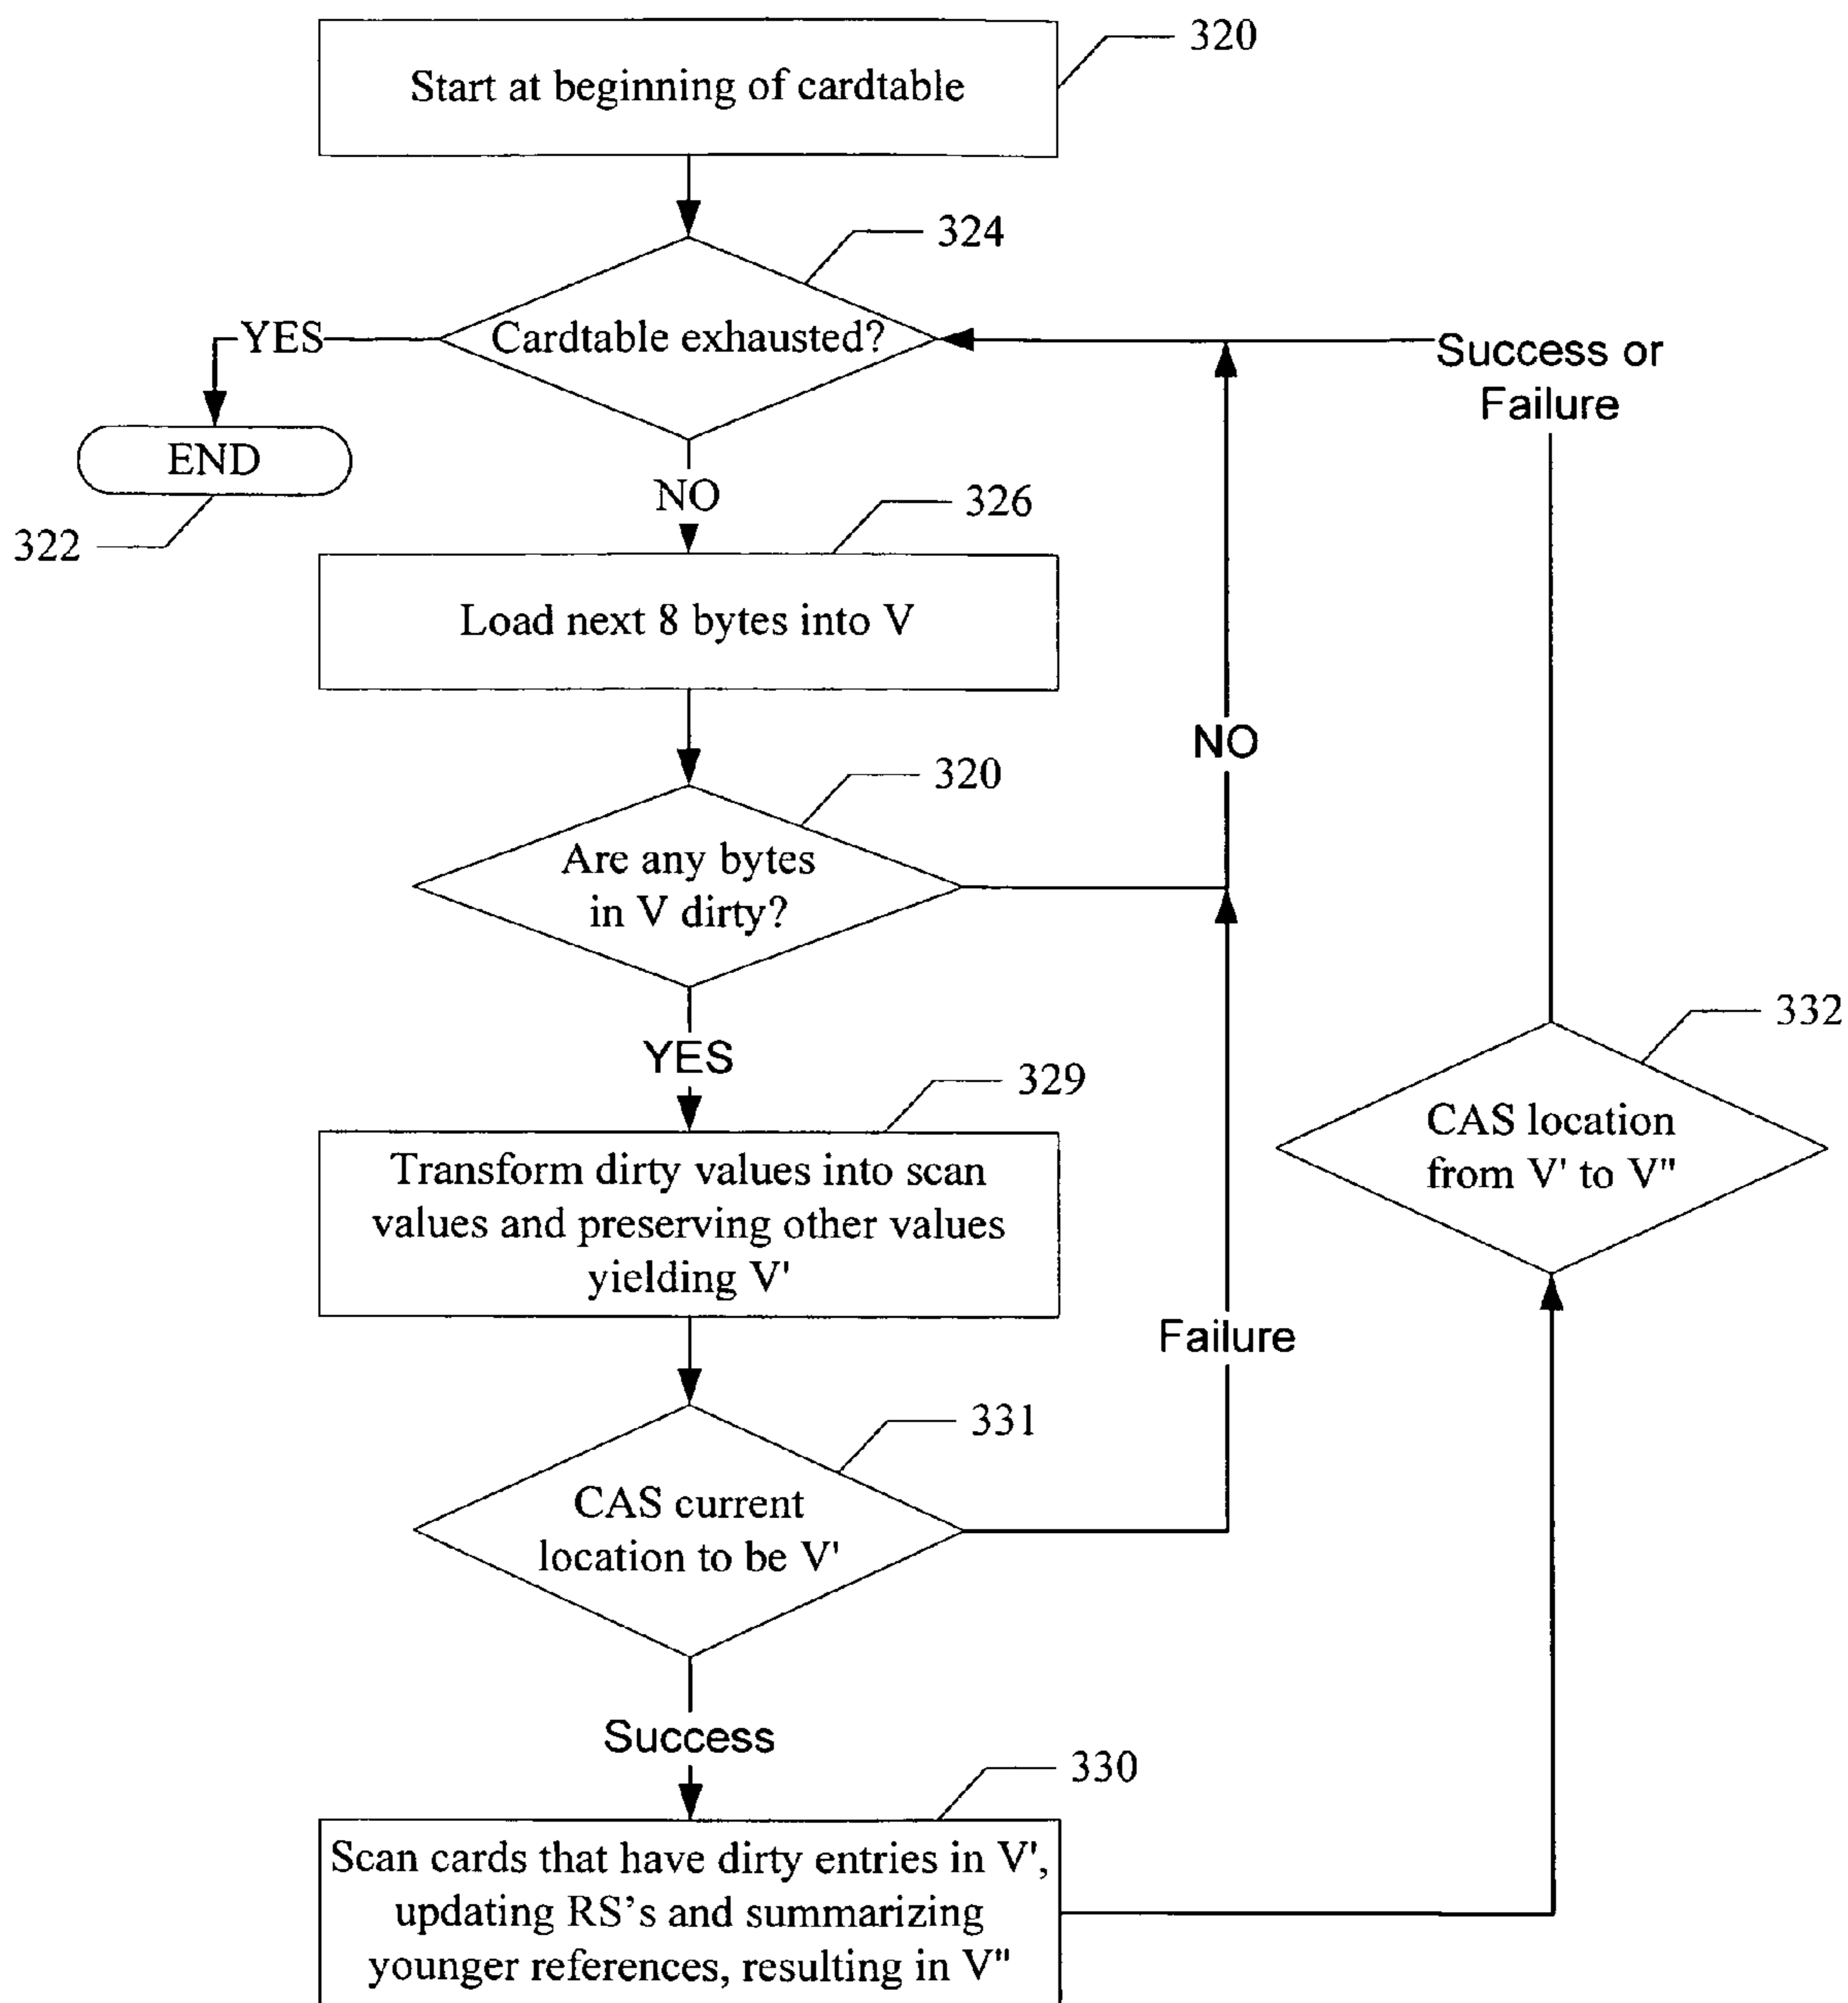 320
Start at beginning of cardtable
324
Cardtable exhausted?
YES
Success or
Failure
END
NO
322
326
Load next 8 bytes into V
NO
320
Are any bytes
in V dirty?
YES
329
332
Transform dirty values into scan
values and preserving other values
yielding V'
CAS location
from V' to V"
Failure
331
CAS current
location to be V'
Success
330
Scan cards that have dirty entries in V',
updating RS's and summarizing
younger references, resulting in V"